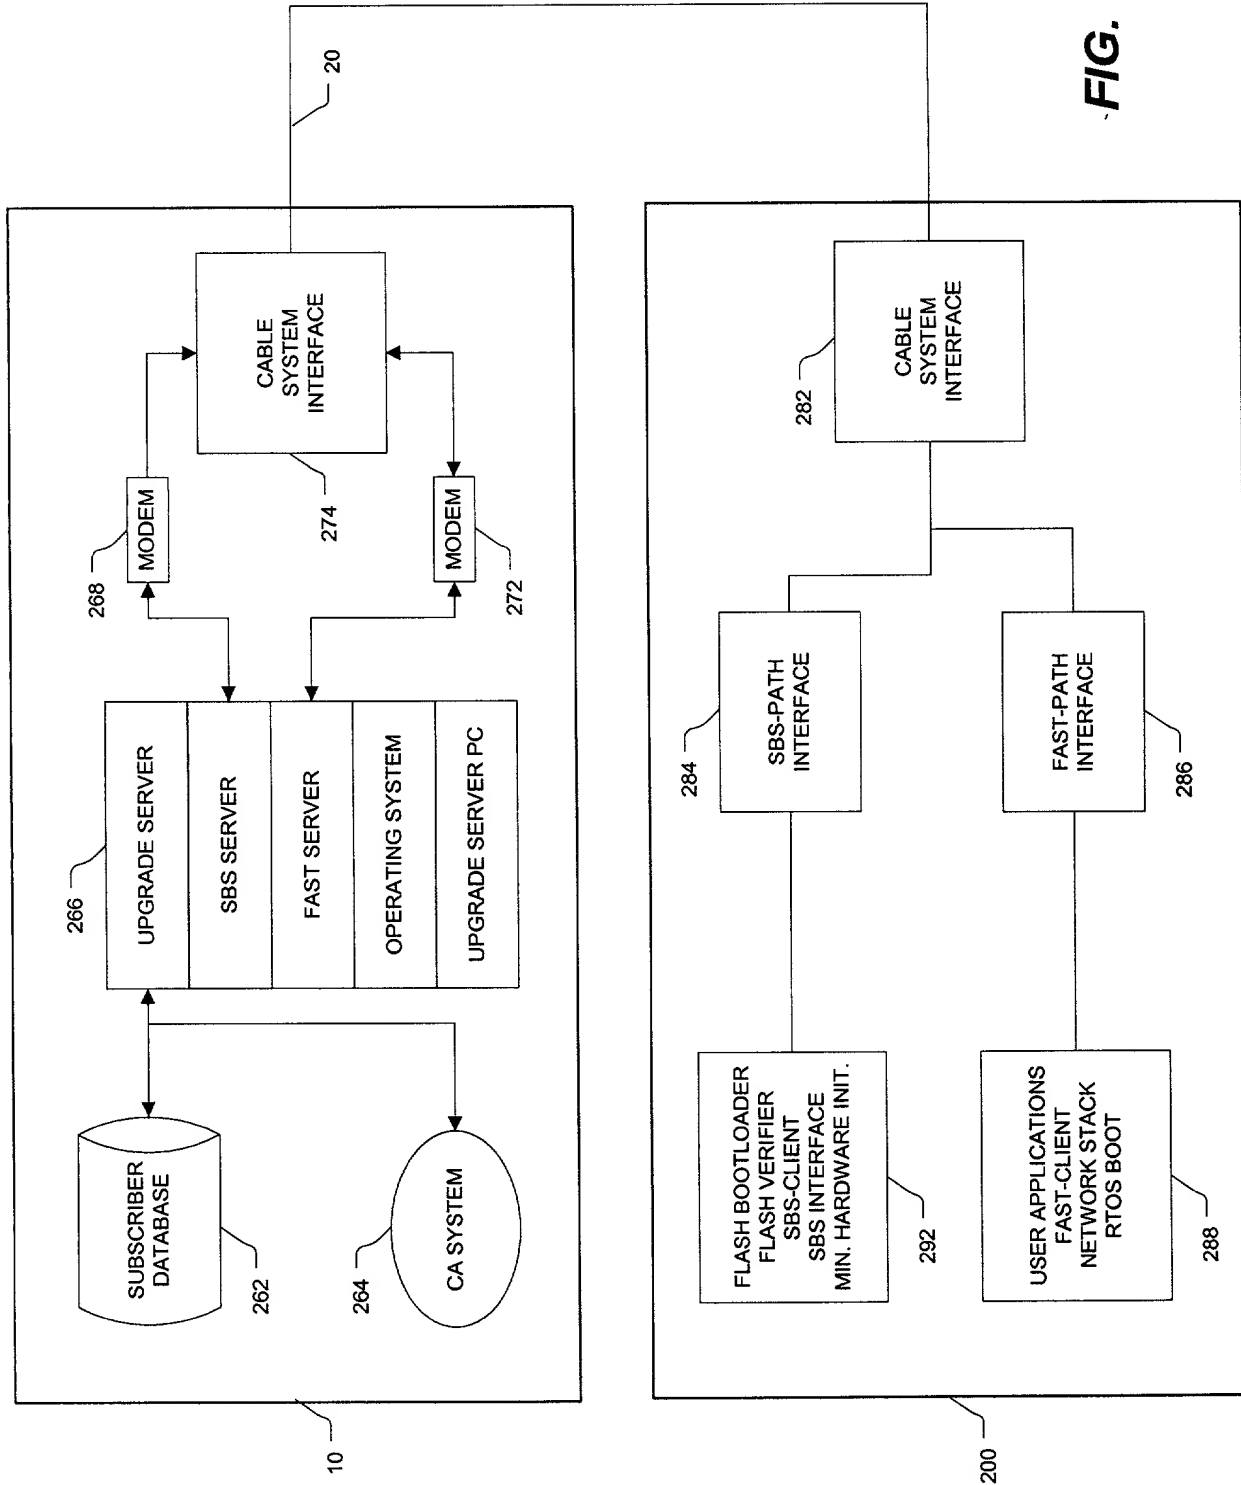 10
SUBSCRIBER
DATABASE
262
CA SYSTEM
264
266
UPGRADE SERVER
SBS SERVER
FAST SERVER
OPERATING SYSTEM
UPGRADE SERVER PC
268
MODEM
MODEM
272
CABLE
SYSTEM
INTERFACE
274
20
200
FLASH BOOTLOADER
FLASH VERIFIER
SBS-CLIENT
SBS INTERFACE
MIN. HARDWARE INIT.
292
USER APPLICATIONS
FAST-CLIENT
NETWORK STACK
RTOS BOOT
288
284
SBS-PATH
INTERFACE
FAST-PATH
INTERFACE
286
282
CABLE
SYSTEM
INTERFACE
FIG.